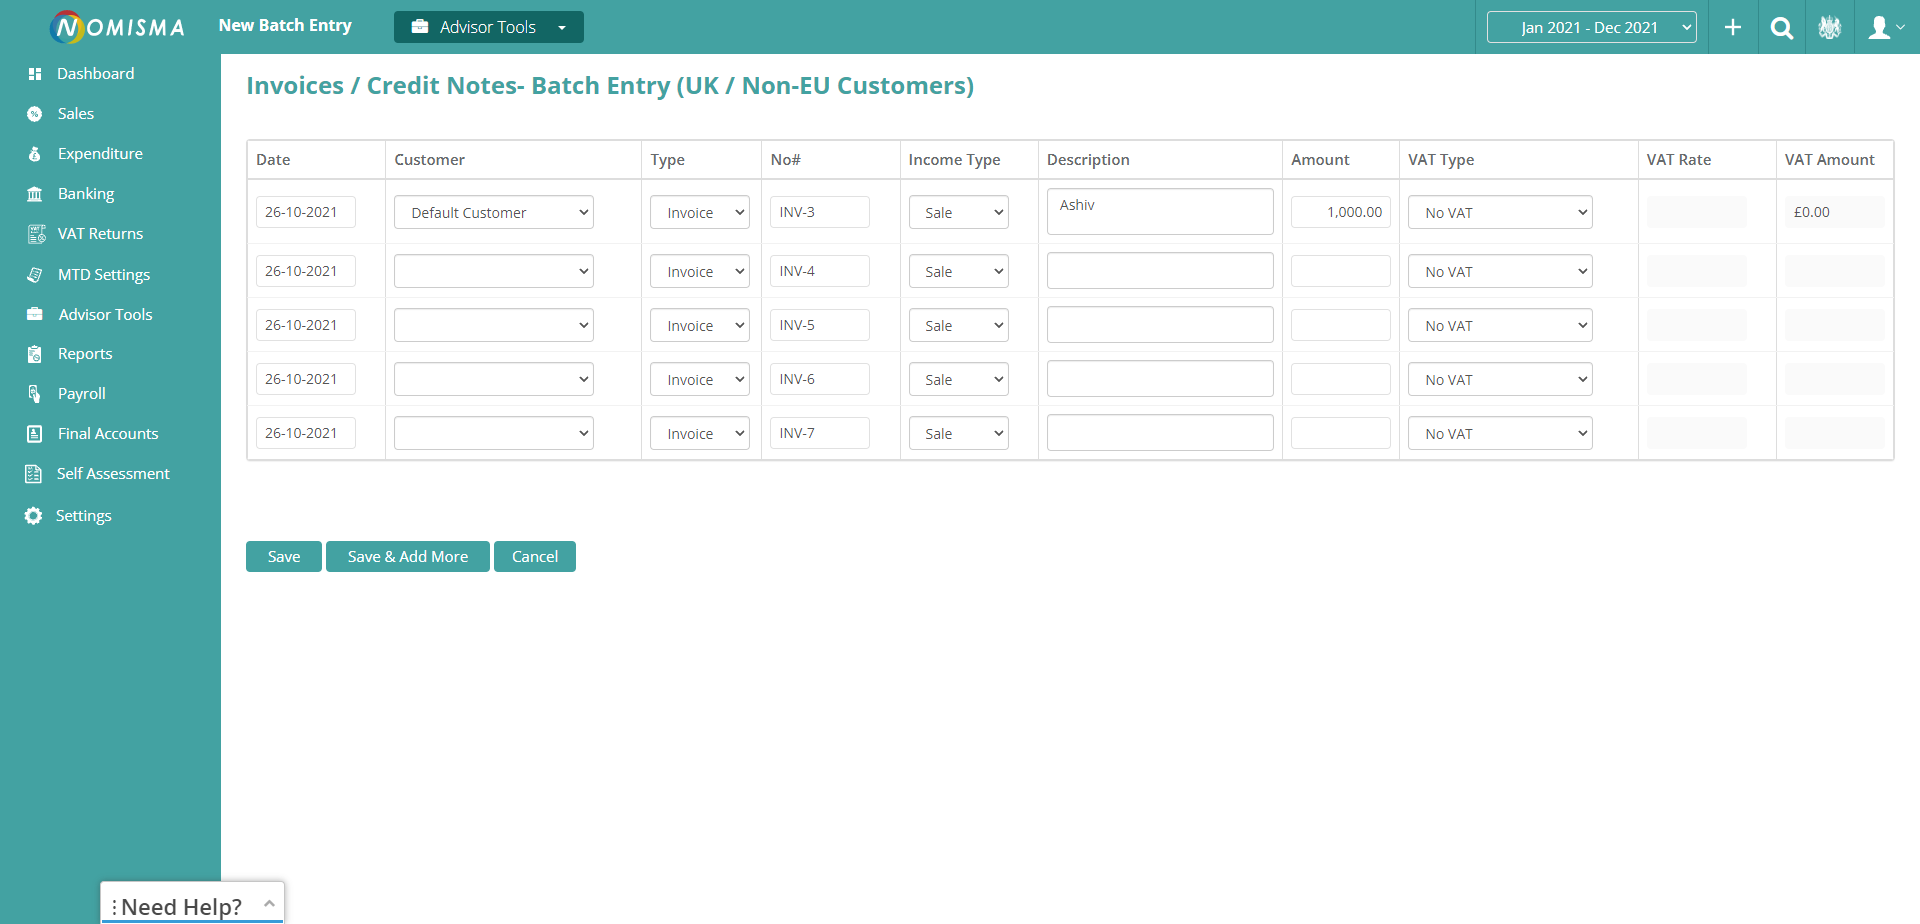 NOMISMA New Batch Entry Advisor Tools Jan 2021 - Dec 2021
Dashboard
Sales
Expenditure
Banking
VAT Returns
MTD Settings
Advisor Tools
Reports
Payroll
Final Accounts
Self Assessment
Settings
Invoices / Credit Notes- Batch Entry (UK / Non-EU Customers)
Date Customer Type No# Income Type Description Amount VAT Type VAT Rate VAT Amount
26-10-2021 Default Customer Invoice INV-3 Sale Ashiv 1,000.00 No VAT £0.00
26-10-2021 Invoice INV-4 Sale No VAT
26-10-2021 Invoice INV-5 Sale No VAT
26-10-2021 Invoice INV-6 Sale No VAT
26-10-2021 Invoice INV-7 Sale No VAT
Save Save & Add More Cancel
Need Help?